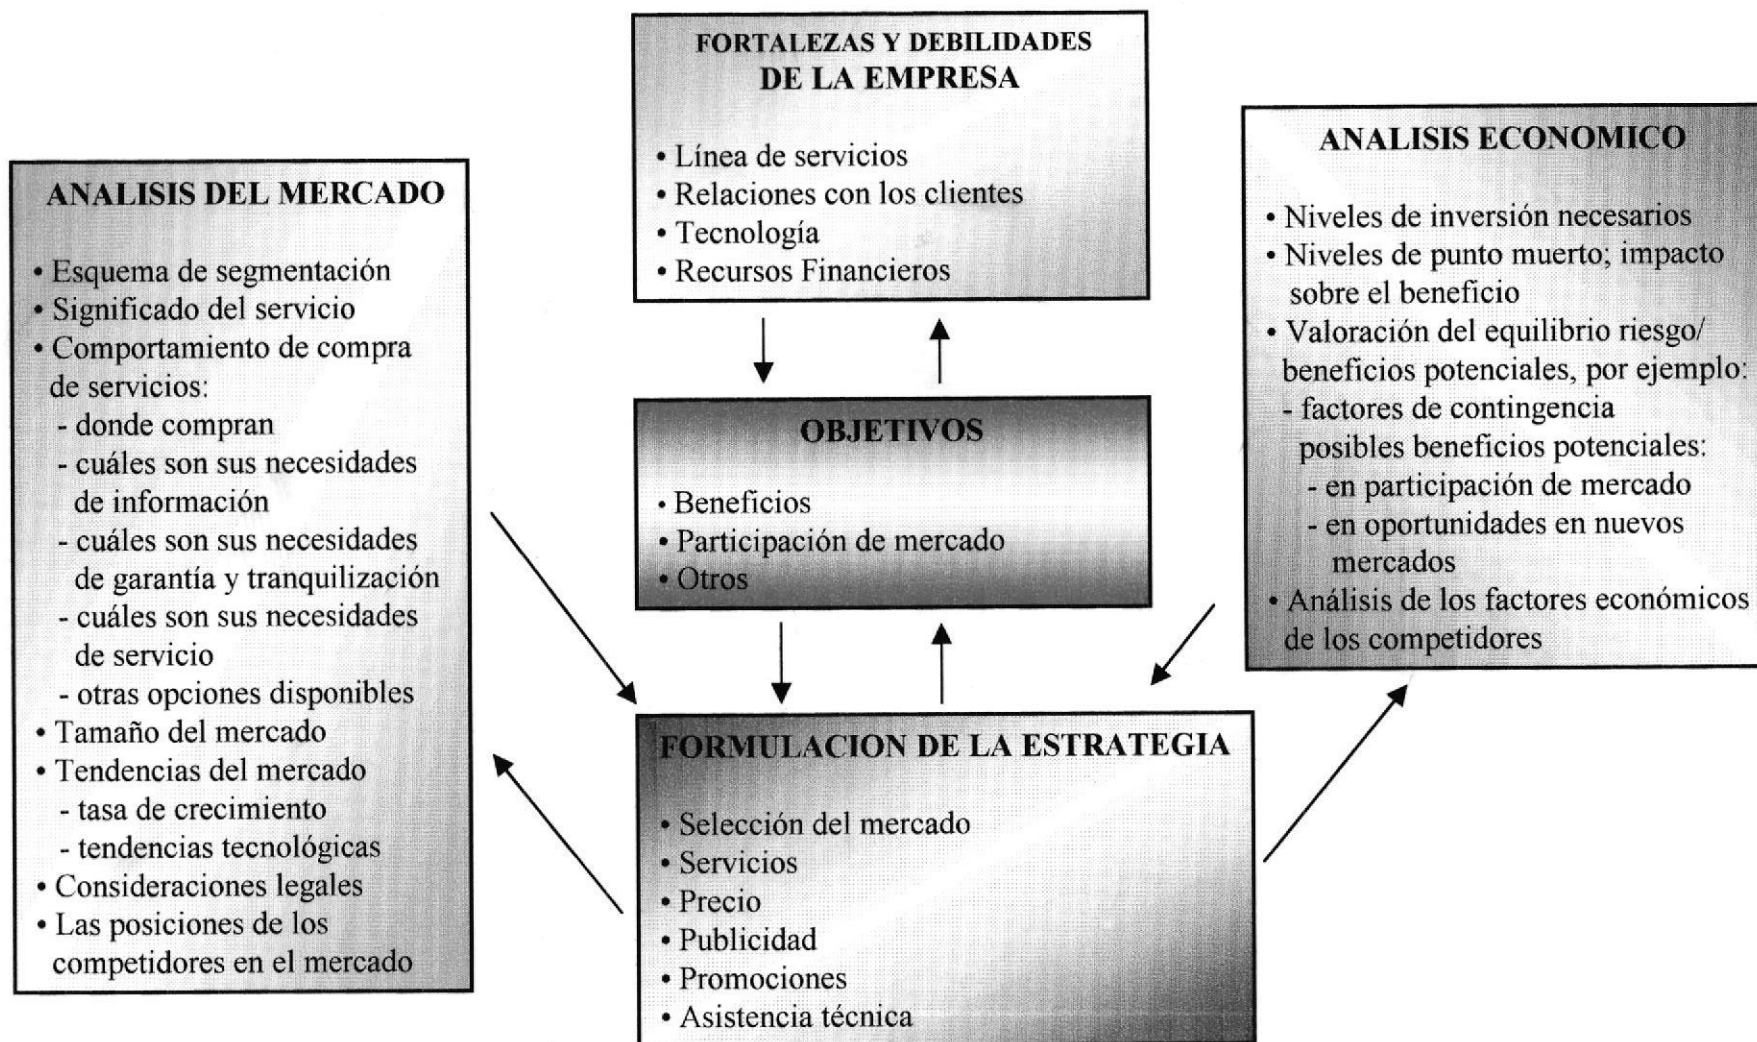 FORTALEZAS Y DEBILIDADES
DE LA EMPRESA
• Línea de servicios
• Relaciones con los clientes
• Tecnología
• Recursos Financieros
ANALISIS DEL MERCADO
• Esquema de segmentación
• Significado del servicio
• Comportamiento de compra
de servicios:
- donde compran
- cuáles son sus necesidades
de información
- cuáles son sus necesidades
de garantía y tranquilización
- cuáles son sus necesidades
de servicio
- otras opciones disponibles
• Tamaño del mercado
• Tendencias del mercado
- tasa de crecimiento
- tendencias tecnológicas
• Consideraciones legales
• Las posiciones de los
competidores en el mercado
OBJETIVOS
• Beneficios
• Participación de mercado
• Otros
ANALISIS ECONOMICO
• Niveles de inversión necesarios
• Niveles de punto muerto; impacto
sobre el beneficio
• Valoración del equilibrio riesgo/
beneficios potenciales, por ejemplo:
- factores de contingencia
posibles beneficios potenciales:
- en participación de mercado
- en oportunidades en nuevos
mercados
• Análisis de los factores económicos
de los competidores
FORMULACION DE LA ESTRATEGIA
• Selección del mercado
• Servicios
• Precio
• Publicidad
• Promociones
• Asistencia técnica